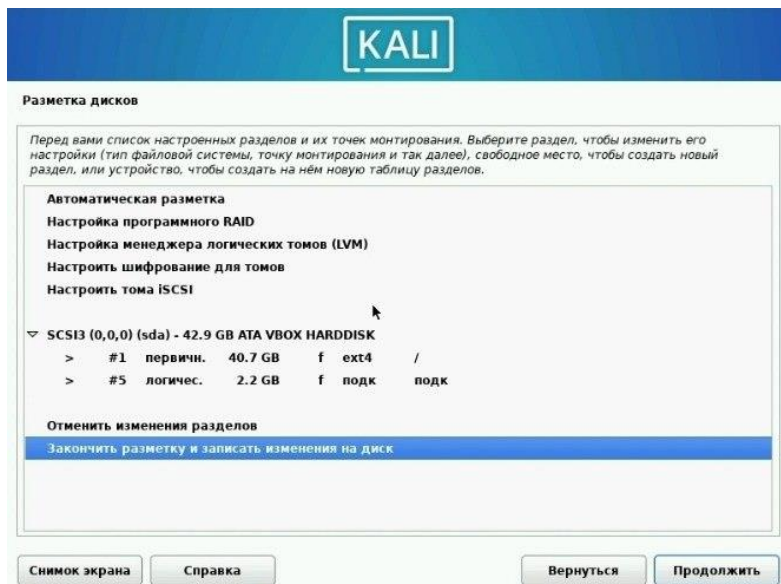 KALI
Разметка дисков
Перед вами список настроенных разделов и их точек монтирования. Выберите раздел, чтобы изменить его
настройки (тип файловой системы, точку монтирования и так далее), свободное место, чтобы создать новый
раздел, или устройство, чтобы создать на нём новую таблицу разделов.
Автоматическая разметка
Настройка программного RAID
Настройка менеджера логических томов (LVM)
Настроить шифрование для томов
Настроить тома iSCSI
SCSI3 (0,0,0) (sda) - 42.9 GB ATA VBOX HARDDISK
> #1 первичн. 40.7 GB f ext4 /
> #5 логичес. 2.2 GB f подк подк
Отменить изменения разделов
Закончить разметку и записать изменения на диск
Снимок экрана Справка Вернуться Продолжить